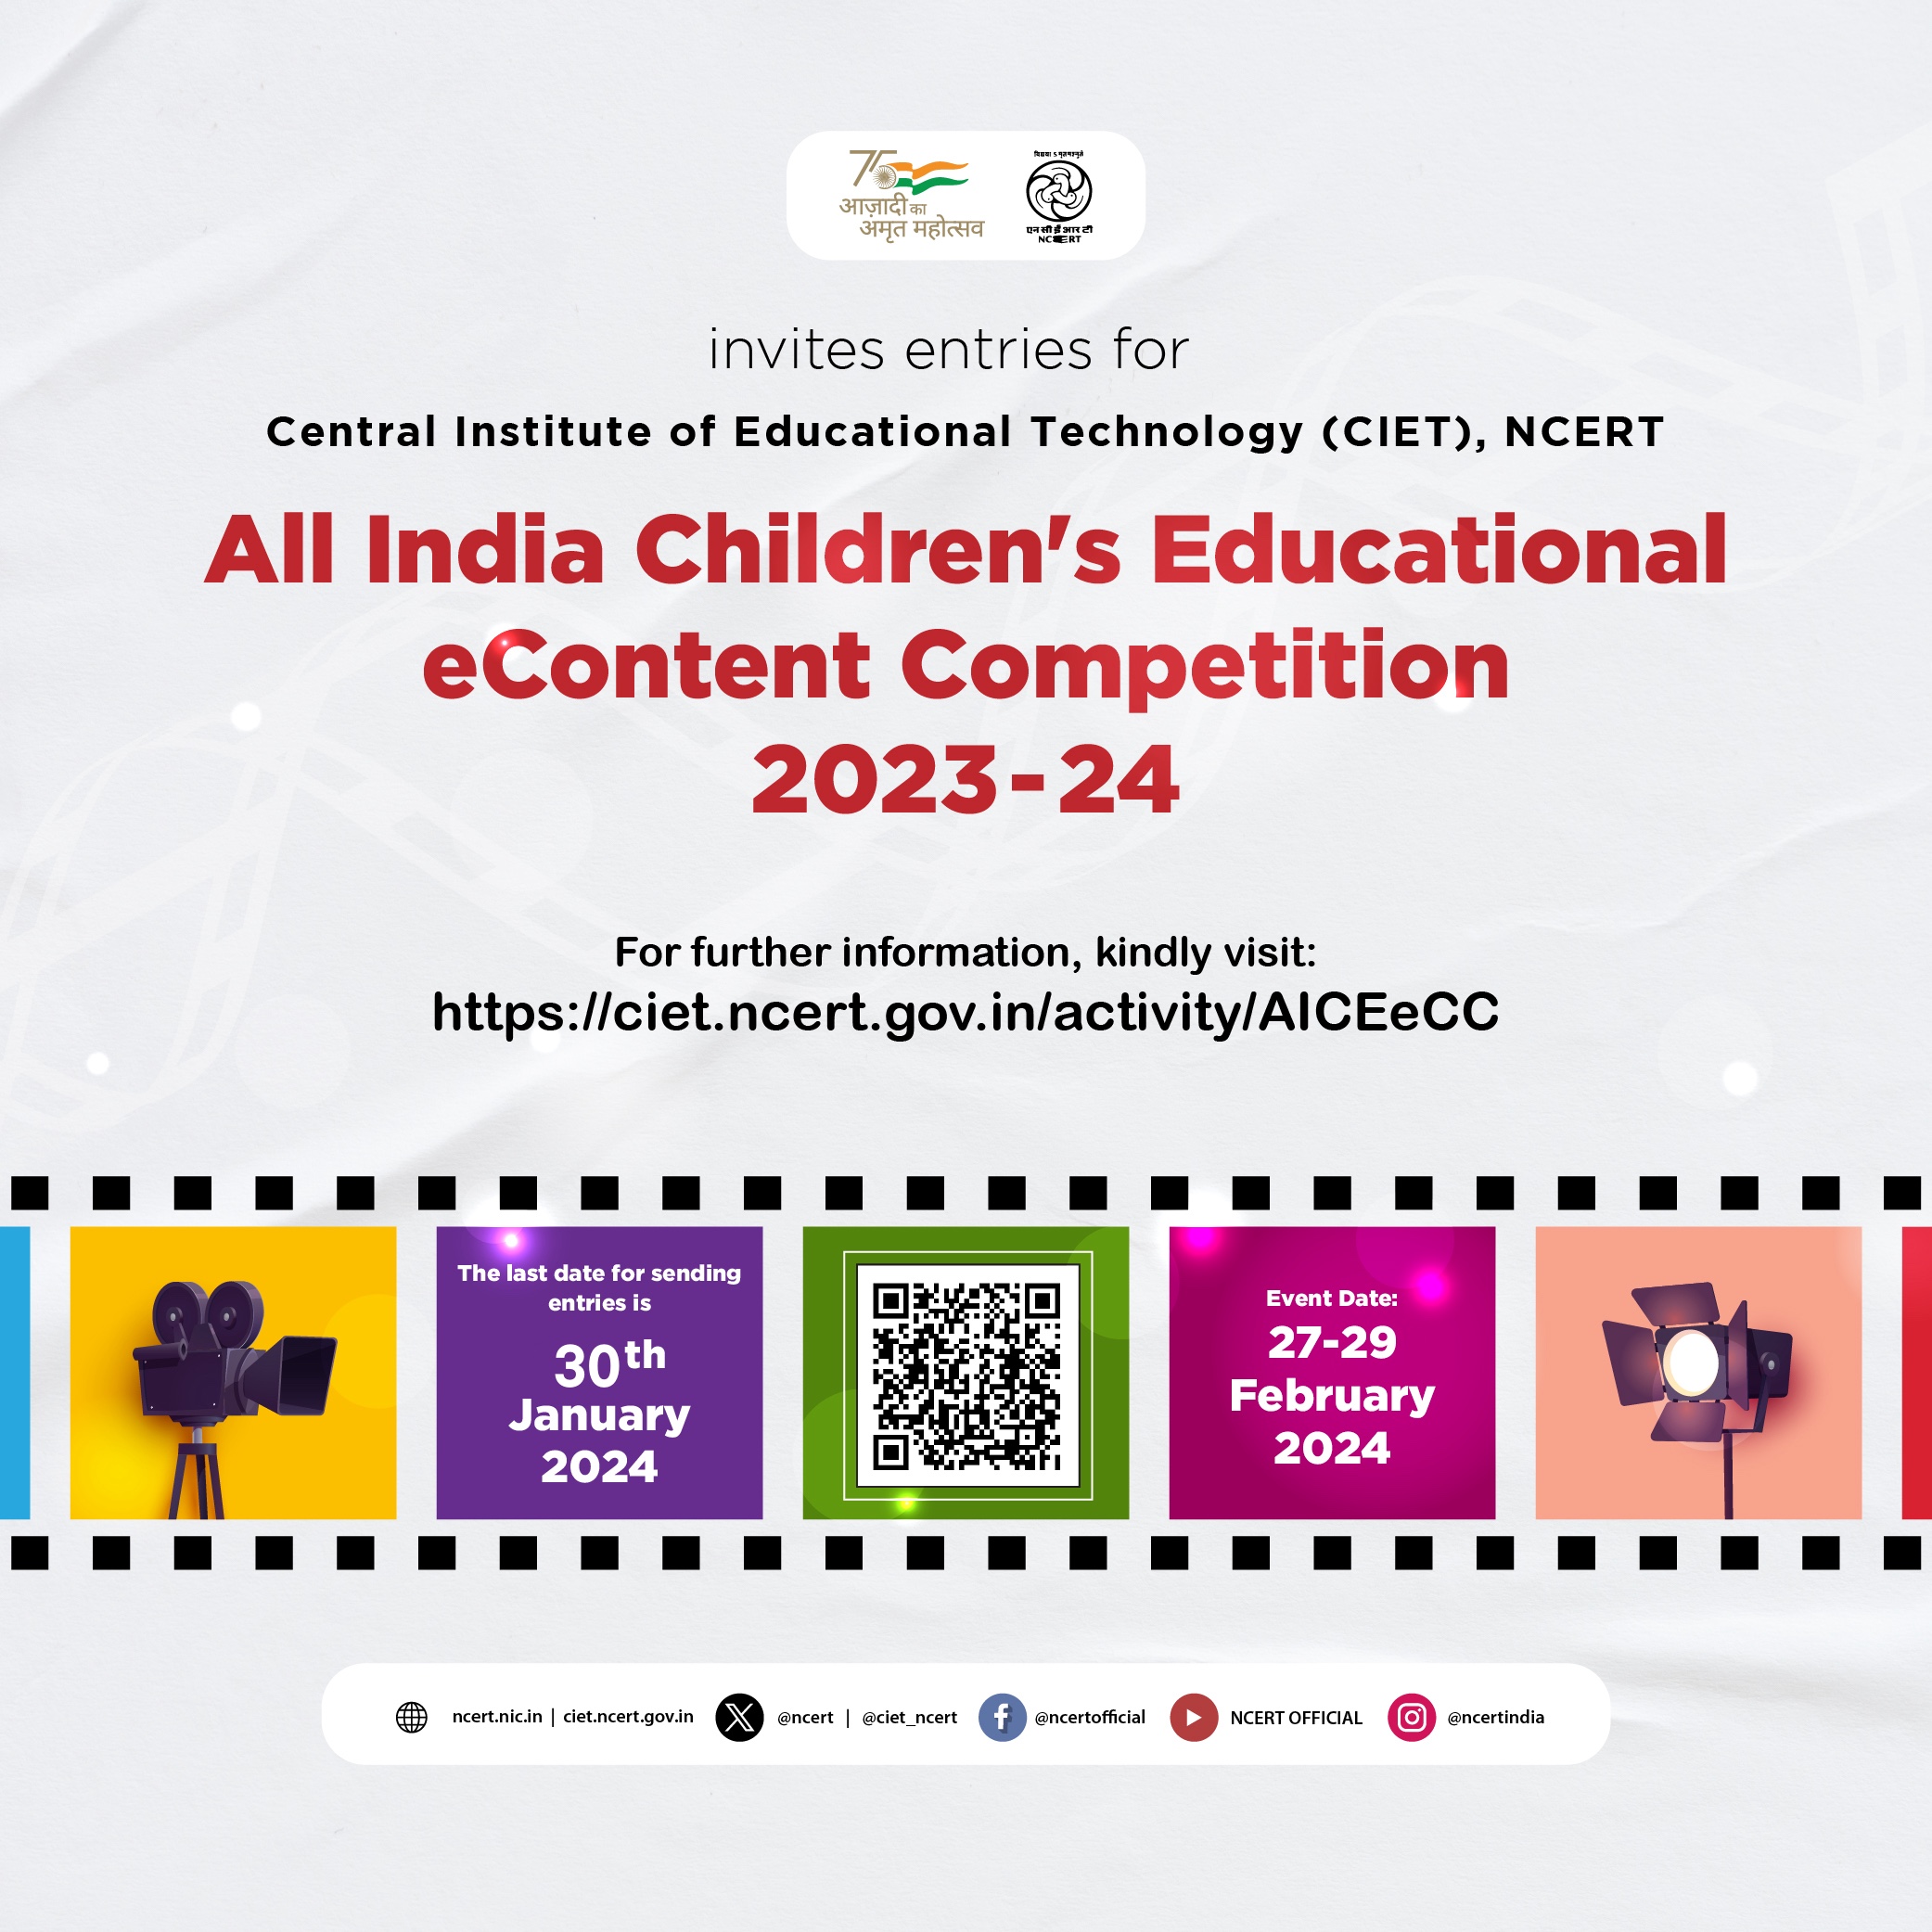 75
आज़ादी का
अमृत महोत्सव
एन सी ई आर टी
NCERT
invites entries for
Central Institute of Educational Technology (CIET), NCERT
All India Children's Educational
eContent Competition
2023-24
For further information, kindly visit:
https://ciet.ncert.gov.in/activity/AICEeCC
The last date for sending
entries is
30th
January
2024
Event Date:
27-29
February
2024
ncert.nic.in | ciet.ncert.gov.in @ncert | @ciet_ncert @ncertofficial NCERT OFFICIAL @ncertindia